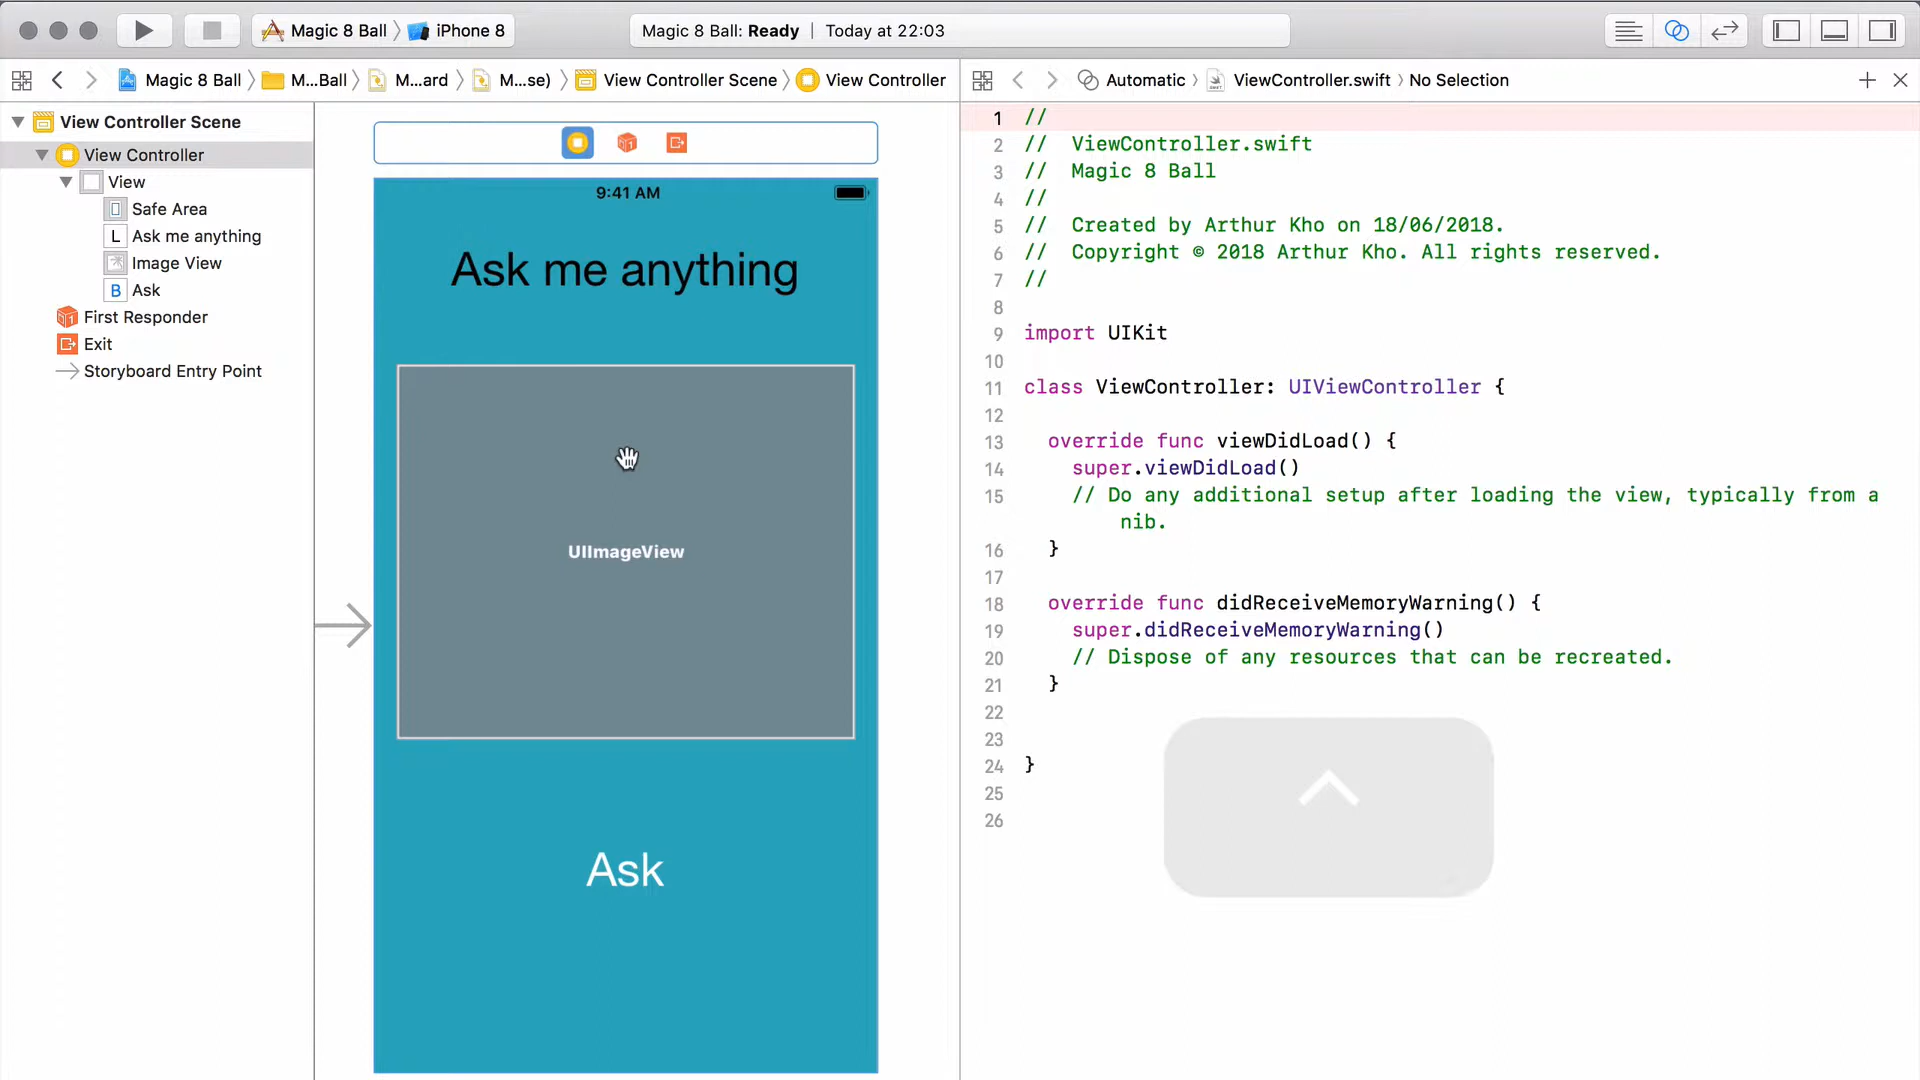 Magic 8 Ball 〉 iPhone 8
Magic 8 Ball: Ready | Today at 22:03
Magic 8 Ball 〉 M...Ball 〉 M...ard 〉 M...se) 〉 View Controller Scene 〉 View Controller
Automatic 〉 ViewController.swift 〉 No Selection
View Controller Scene
View Controller
View
Safe Area
L Ask me anything
Image View
B Ask
First Responder
Exit
Storyboard Entry Point
9:41 AM
Ask me anything
UIImageView
Ask
1 //
2 //  ViewController.swift
3 //  Magic 8 Ball
4 //
5 //  Created by Arthur Kho on 18/06/2018.
6 //  Copyright © 2018 Arthur Kho. All rights reserved.
7 //
8
9 import UIKit
10
11 class ViewController: UIViewController {
12
13   override func viewDidLoad() {
14     super.viewDidLoad()
15     // Do any additional setup after loading the view, typically from a
nib.
16   }
17
18   override func didReceiveMemoryWarning() {
19     super.didReceiveMemoryWarning()
20     // Dispose of any resources that can be recreated.
21   }
22
23
24 }
25
26